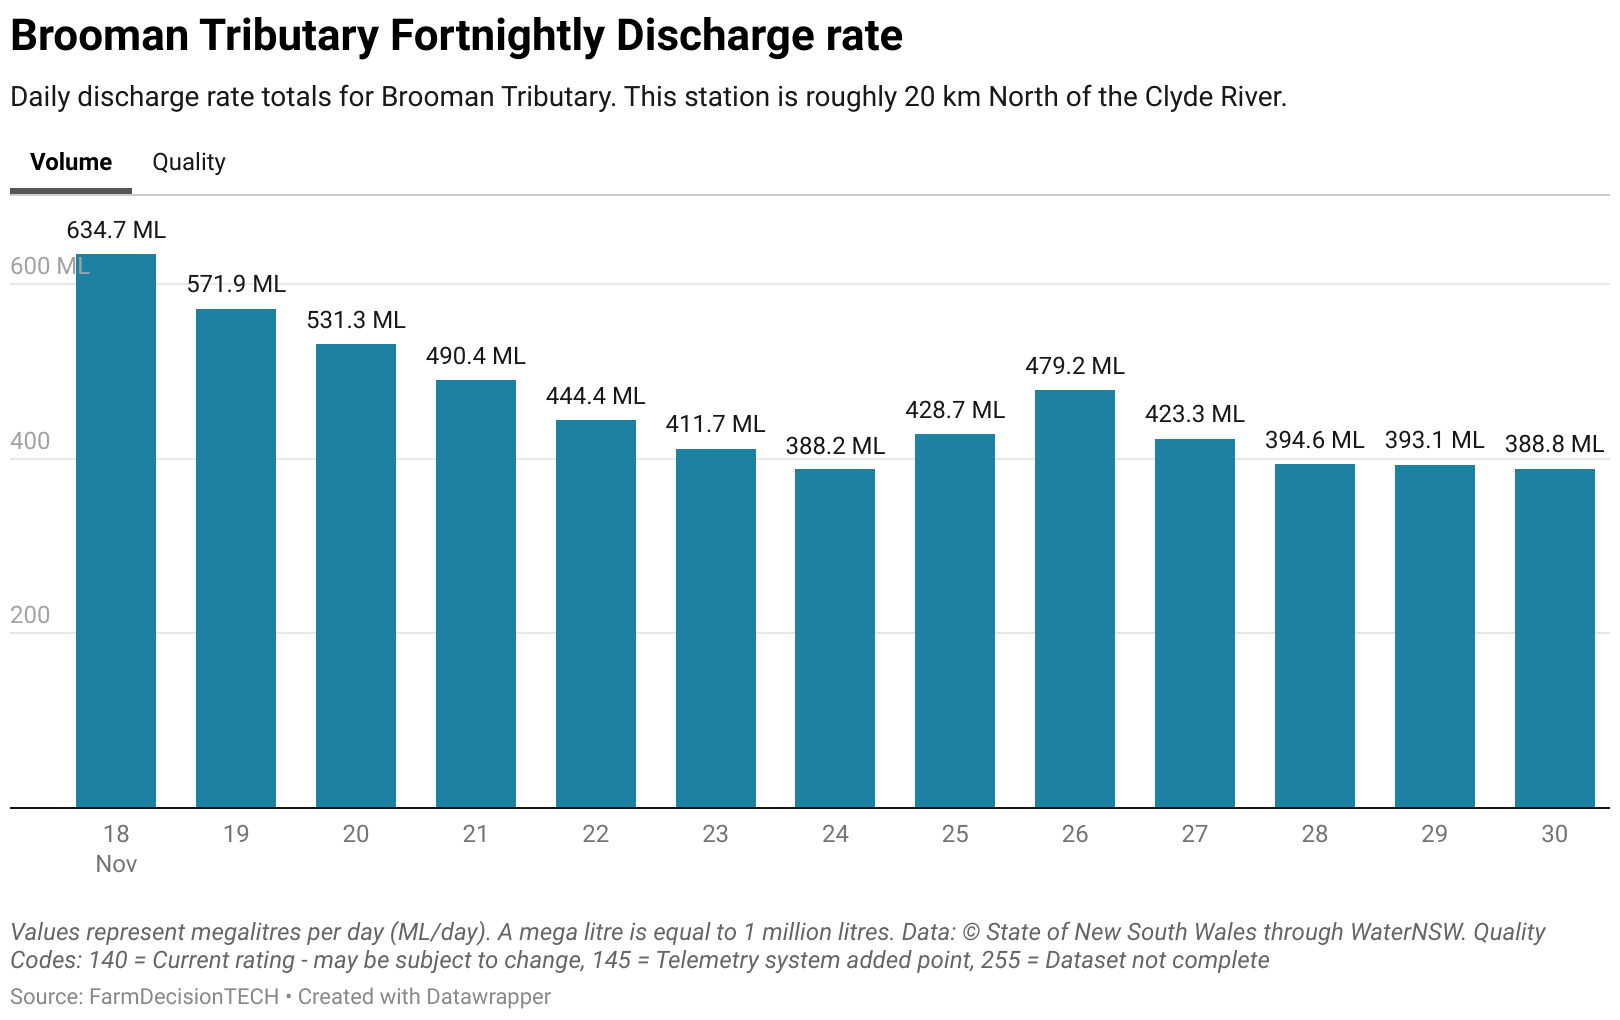 Brooman Tributary Fortnightly Discharge rate
Daily discharge rate totals for Brooman Tributary. This station is roughly 20 km North of the Clyde River.
Volume Quality
634.7 ML
600 ML
571.9 ML
531.3 ML
490.4 ML
444.4 ML
411.7 ML
388.2 ML
428.7 ML
479.2 ML
423.3 ML
394.6 ML
393.1 ML
388.8 ML
400
200
18 19 20 21 22 23 24 25 26 27 28 29 30
Nov
Values represent megalitres per day (ML/day). A mega litre is equal to 1 million litres. Data: © State of New South Wales through WaterNSW. Quality
Codes: 140 = Current rating - may be subject to change, 145 = Telemetry system added point, 255 = Dataset not complete
Source: FarmDecisionTECH • Created with Datawrapper